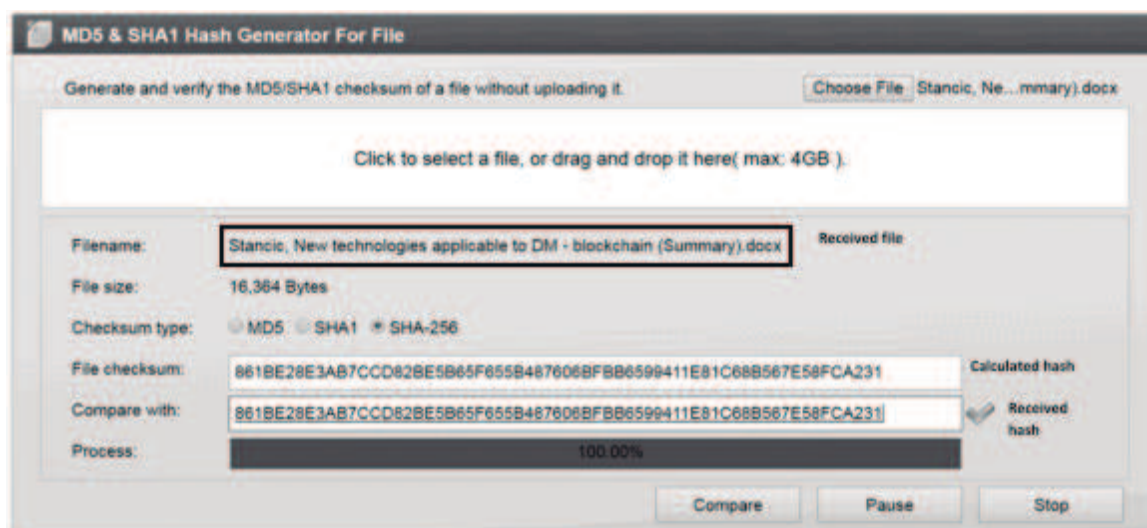 MD5 & SHA1 Hash Generator For File
Generate and verify the MD5/SHA1 checksum of a file without uploading it. Choose File Stancic, Ne...mmary).docx
Click to select a file, or drag and drop it here( max: 4GB ).
Filename: Stancic, New technologies applicable to DM - blockchain (Summary).docx Received file
File size: 16,364 Bytes
Checksum type: MD5 SHA1 SHA-256
File checksum: 861BE28E3AB7CCD82BE5B65F655B487606BFBB6599411E81C68B567E58FCA231 Calculated hash
Compare with: 861BE28E3AB7CCD82BE5B65F655B487606BFBB6599411E81C68B567E58FCA231 Received
hash
Process: 100.00%
Compare Pause Stop